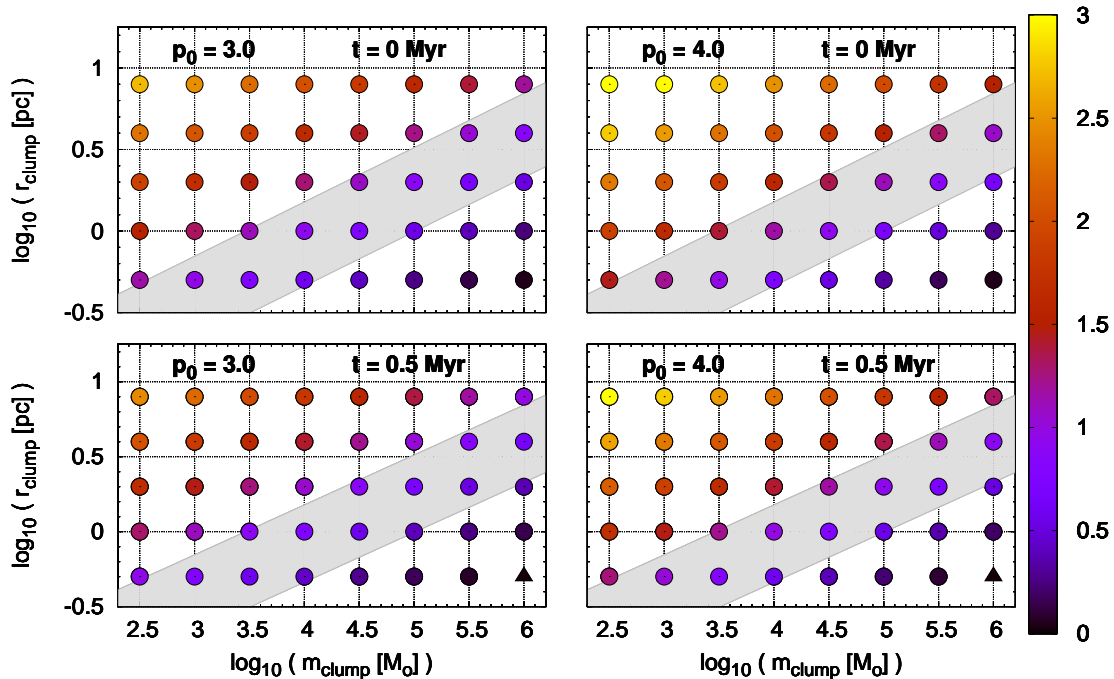 p0 = 3.0 t = 0 Myr
p0 = 4.0 t = 0 Myr
log10 ( rclump [pc] )
1
0.5
0
-0.5
p0 = 3.0 t = 0.5 Myr
p0 = 4.0 t = 0.5 Myr
log10 ( rclump [pc] )
1
0.5
0
-0.5
2.5 3 3.5 4 4.5 5 5.5 6
2.5 3 3.5 4 4.5 5 5.5 6
log10 ( mclump [Mo] )
log10 ( mclump [Mo] )
3
2.5
2
1.5
1
0.5
0